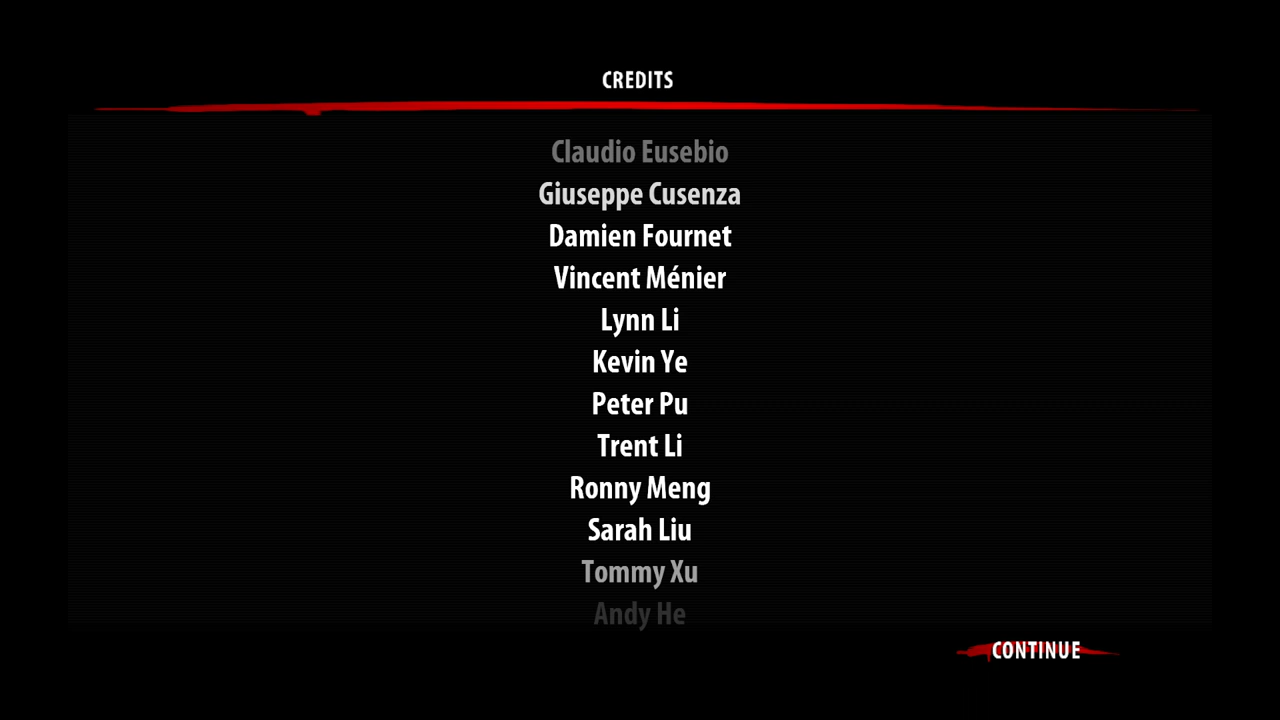 CREDITS
Claudio Eusebio
Giuseppe Cusenza
Damien Fournet
Vincent Ménier
Lynn Li
Kevin Ye
Peter Pu
Trent Li
Ronny Meng
Sarah Liu
Tommy Xu
Andy He
CONTINUE